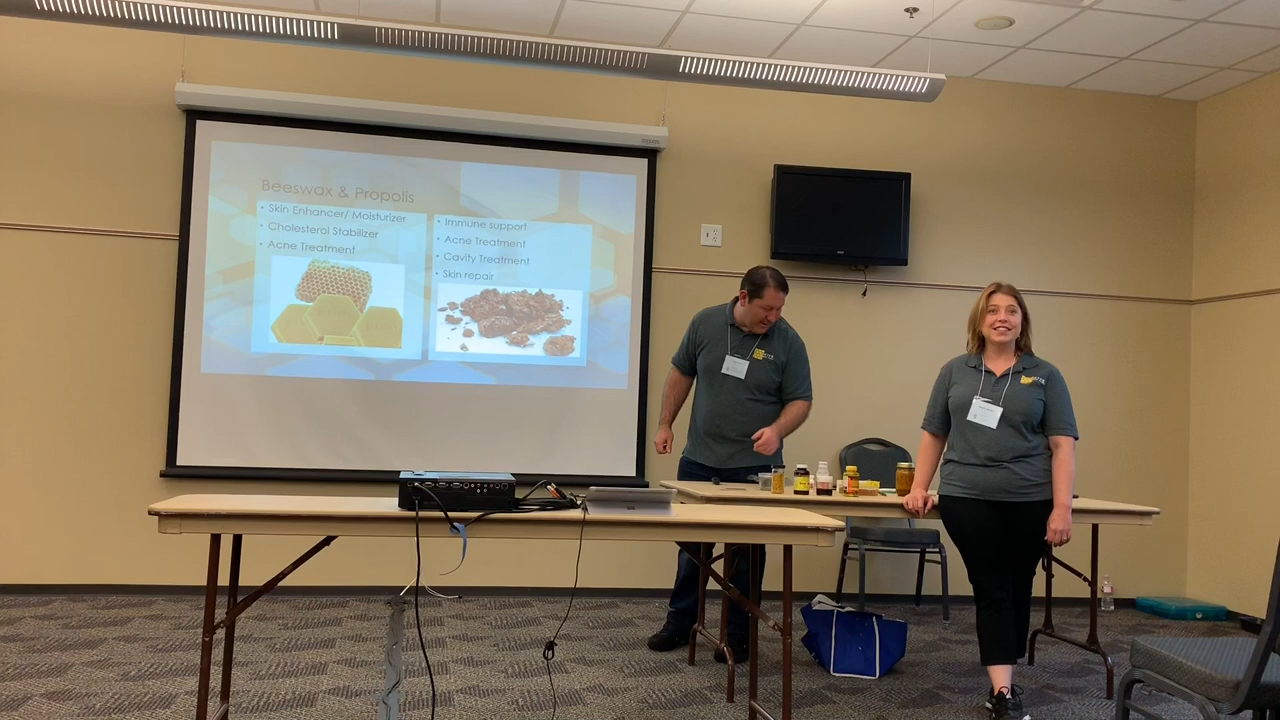 Beeswax & Propolis
• Skin Enhancer/ Moisturizer
• Cholesterol Stabilizer
• Acne Treatment
• Immune support
• Acne Treatment
• Cavity Treatment
• Skin repair